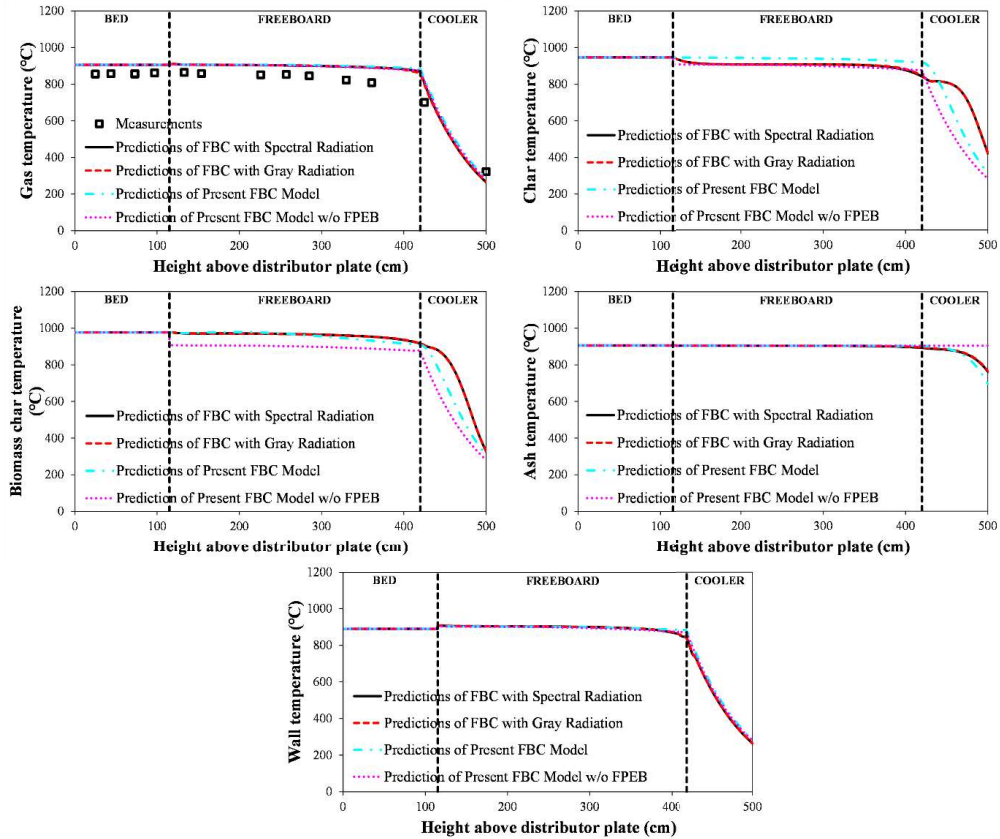 BED FREEBOARD COOLER
1200
1000
800
600
400
200
0
Gas temperature (°C)
Measurements
Predictions of FBC with Spectral Radiation
Predictions of FBC with Gray Radiation
Predictions of Present FBC Model
Prediction of Present FBC Model w/o FPEB
0 100 200 300 400 500
Height above distributor plate (cm)
BED FREEBOARD COOLER
1200
1000
800
600
400
200
0
Char temperature (°C)
Predictions of FBC with Spectral Radiation
Predictions of FBC with Gray Radiation
Predictions of Present FBC Model
Prediction of Present FBC Model w/o FPEB
0 100 200 300 400 500
Height above distributor plate (cm)
BED FREEBOARD COOLER
1200
1000
800
600
400
200
0
Biomass char temperature
(°C)
Predictions of FBC with Spectral Radiation
Predictions of FBC with Gray Radiation
Predictions of Present FBC Model
Prediction of Present FBC Model w/o FPEB
0 100 200 300 400 500
Height above distributor plate (cm)
BED FREEBOARD COOLER
1200
1000
800
600
400
200
0
Ash temperature (°C)
Predictions of FBC with Spectral Radiation
Predictions of FBC with Gray Radiation
Predictions of Present FBC Model
Prediction of Present FBC Model w/o FPEB
0 100 200 300 400 500
Height above distributor plate (cm)
BED FREEBOARD COOLER
1200
1000
800
600
400
200
0
Wall temperature (°C)
Predictions of FBC with Spectral Radiation
Predictions of FBC with Gray Radiation
Predictions of Present FBC Model
Prediction of Present FBC Model w/o FPEB
0 100 200 300 400 500
Height above distributor plate (cm)